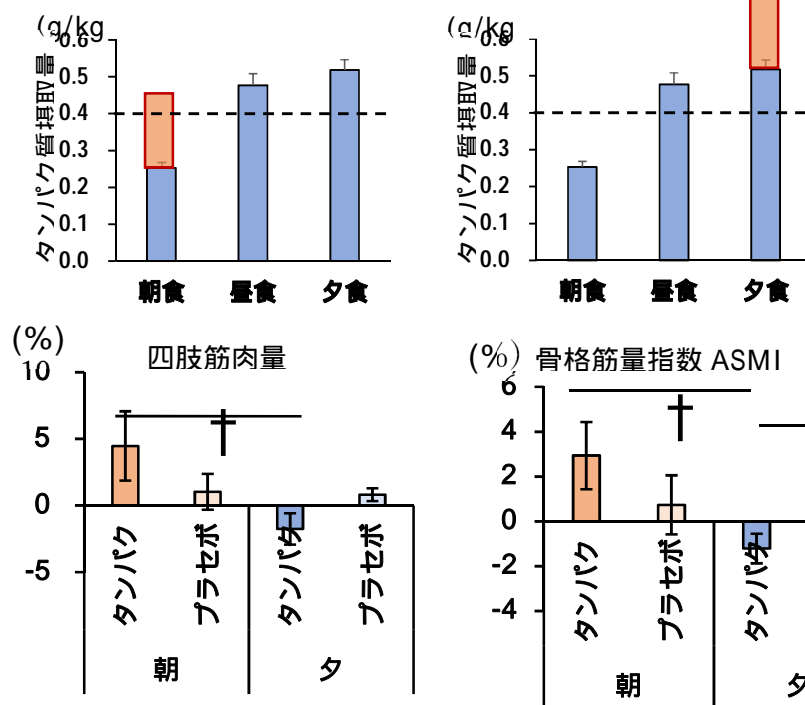 (g/kg
タンパク質摂取量
0.6
0.5
0.4
0.3
0.2
0.1
0.0
朝食 昼食 夕食
(g/kg
タンパク質摂取量
0.6
0.5
0.4
0.3
0.2
0.1
0.0
朝食 昼食 夕食
(%)
四肢筋肉量
10
5
0
-5
†
タンパク プラセボ タンパク プラセボ
朝 夕
(%) 骨格筋量指数 ASMI
6
4
2
0
-2
-4
†
タンパク プラセボ タンパク
朝